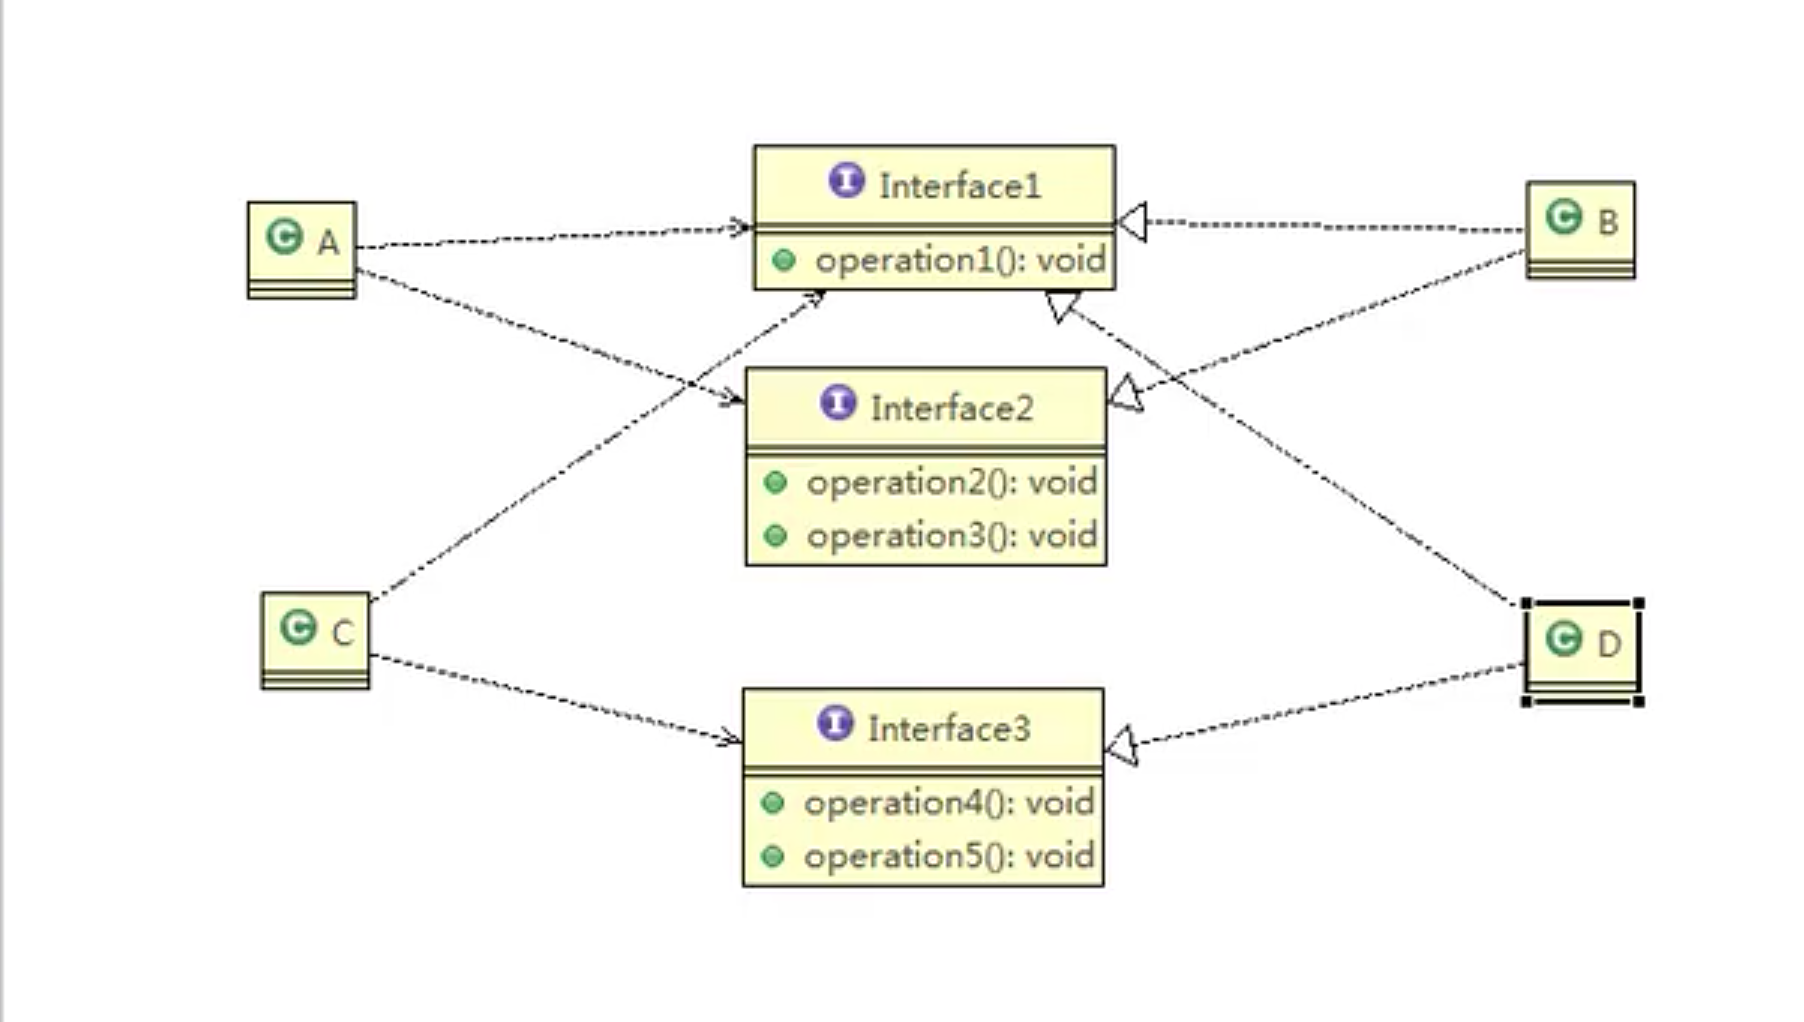 I Interface1
operation1(): void
C A
C B
I Interface2
operation2(): void
operation3(): void
C C
C D
I Interface3
operation4(): void
operation5(): void